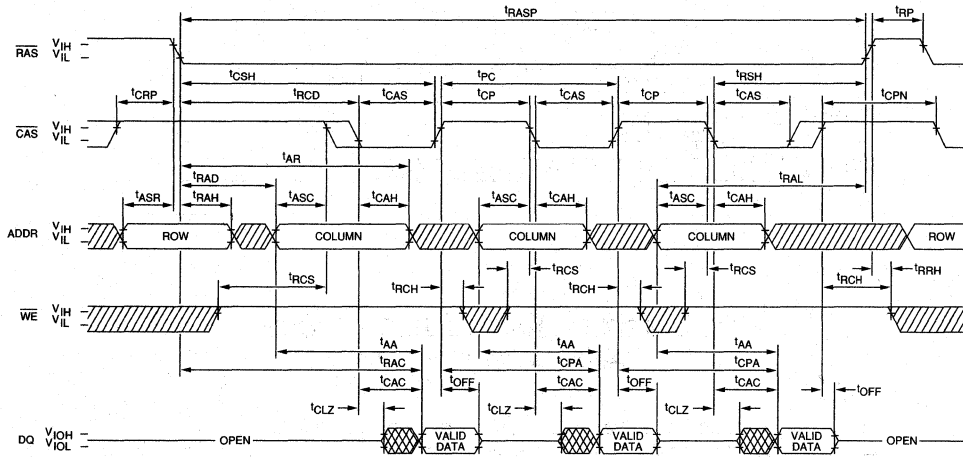 tRASP tRP
RAS VIH VIL
tCSH tPC tRSH
tCRP tRCD tCAS tCP tCAS tCP tCAS tCPN
CAS VIH VIL
tAR
tRAD tRAL
tASR tRAH tASC tCAH tASC tCAH tASC tCAH
ADDR VIH VIL ROW COLUMN COLUMN COLUMN ROW
tRCS tRCH tRCS tRCH tRCS tRCH tRRH
WE VIH VIL
tAA tAA tAA
tRAC tCPA tCPA
tCAC tOFF tCAC tOFF tCAC tOFF
tCLZ tCLZ tCLZ
DQ VIOH VIOL OPEN VALID DATA VALID DATA VALID DATA OPEN